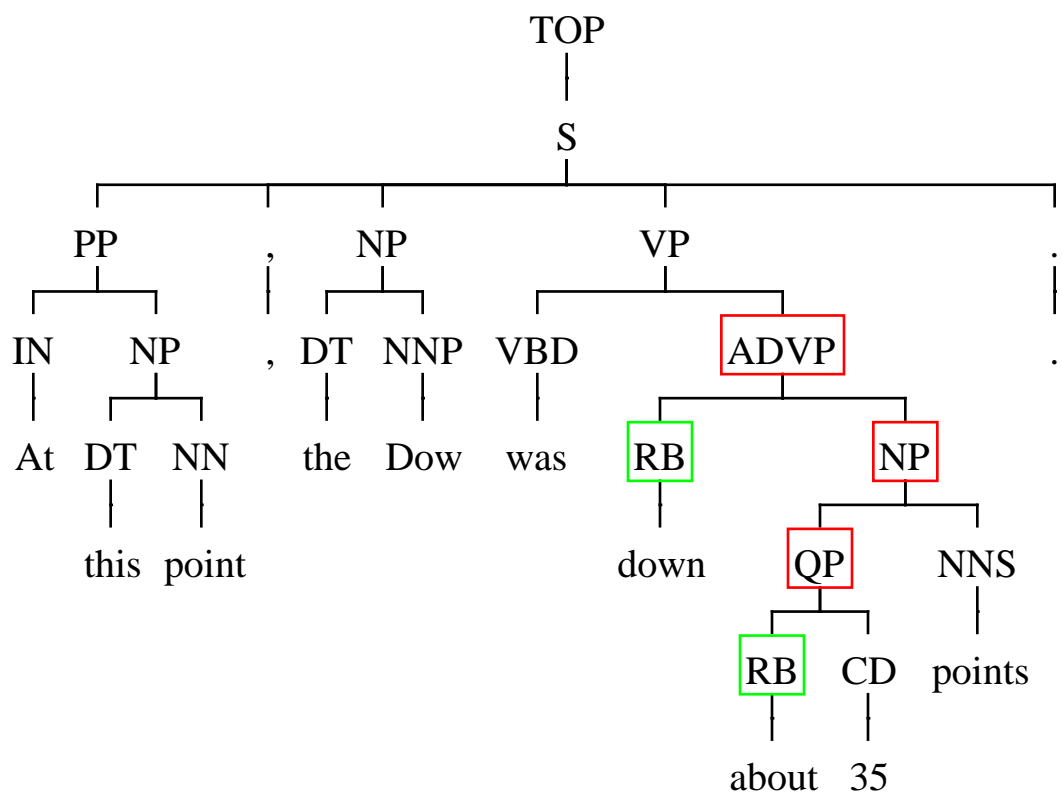 TOP
S
PP , NP VP .
IN NP , DT NNP VBD ADVP .
At DT NN the Dow was RB NP
this point down QP NNS
RB CD points
about 35